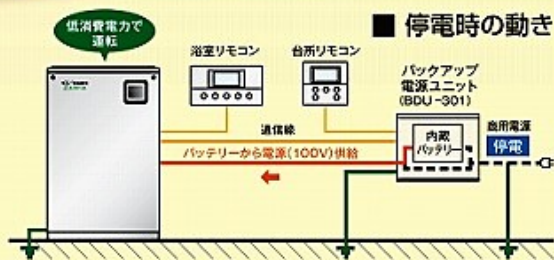 ■ 停電時の動き
低消費電力で
運転
浴室リモコン
台所リモコン
バックアップ
電源ユニット
(BDU-301)
通信線
バッテリーから電源(100V)供給
内蔵
バッテリー
商用電源
停電